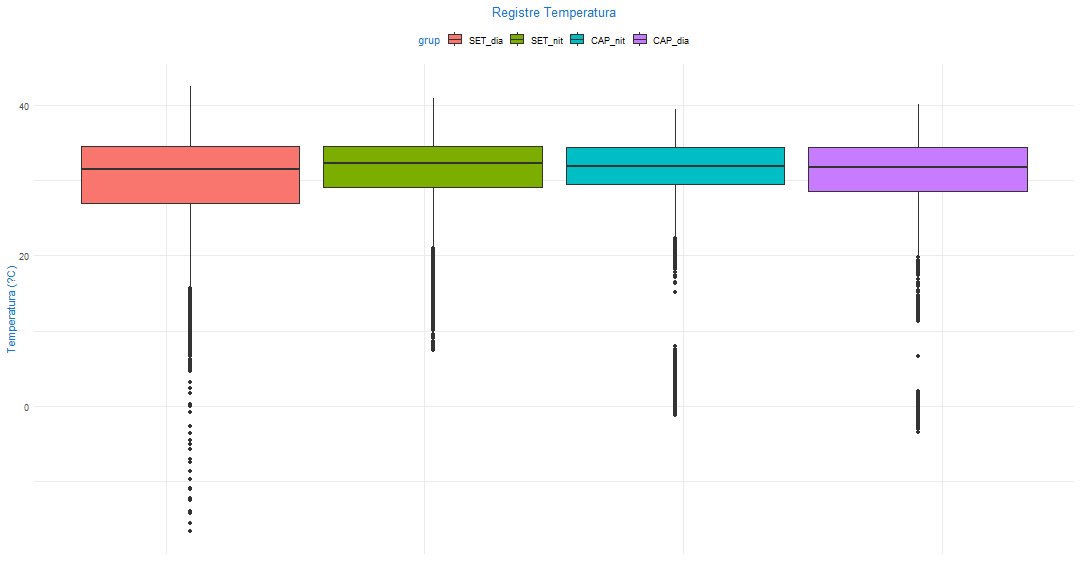 Registre Temperatura
grup SET_dia SET_nit CAP_nit CAP_dia
Temperatura (?C)
40
20
0